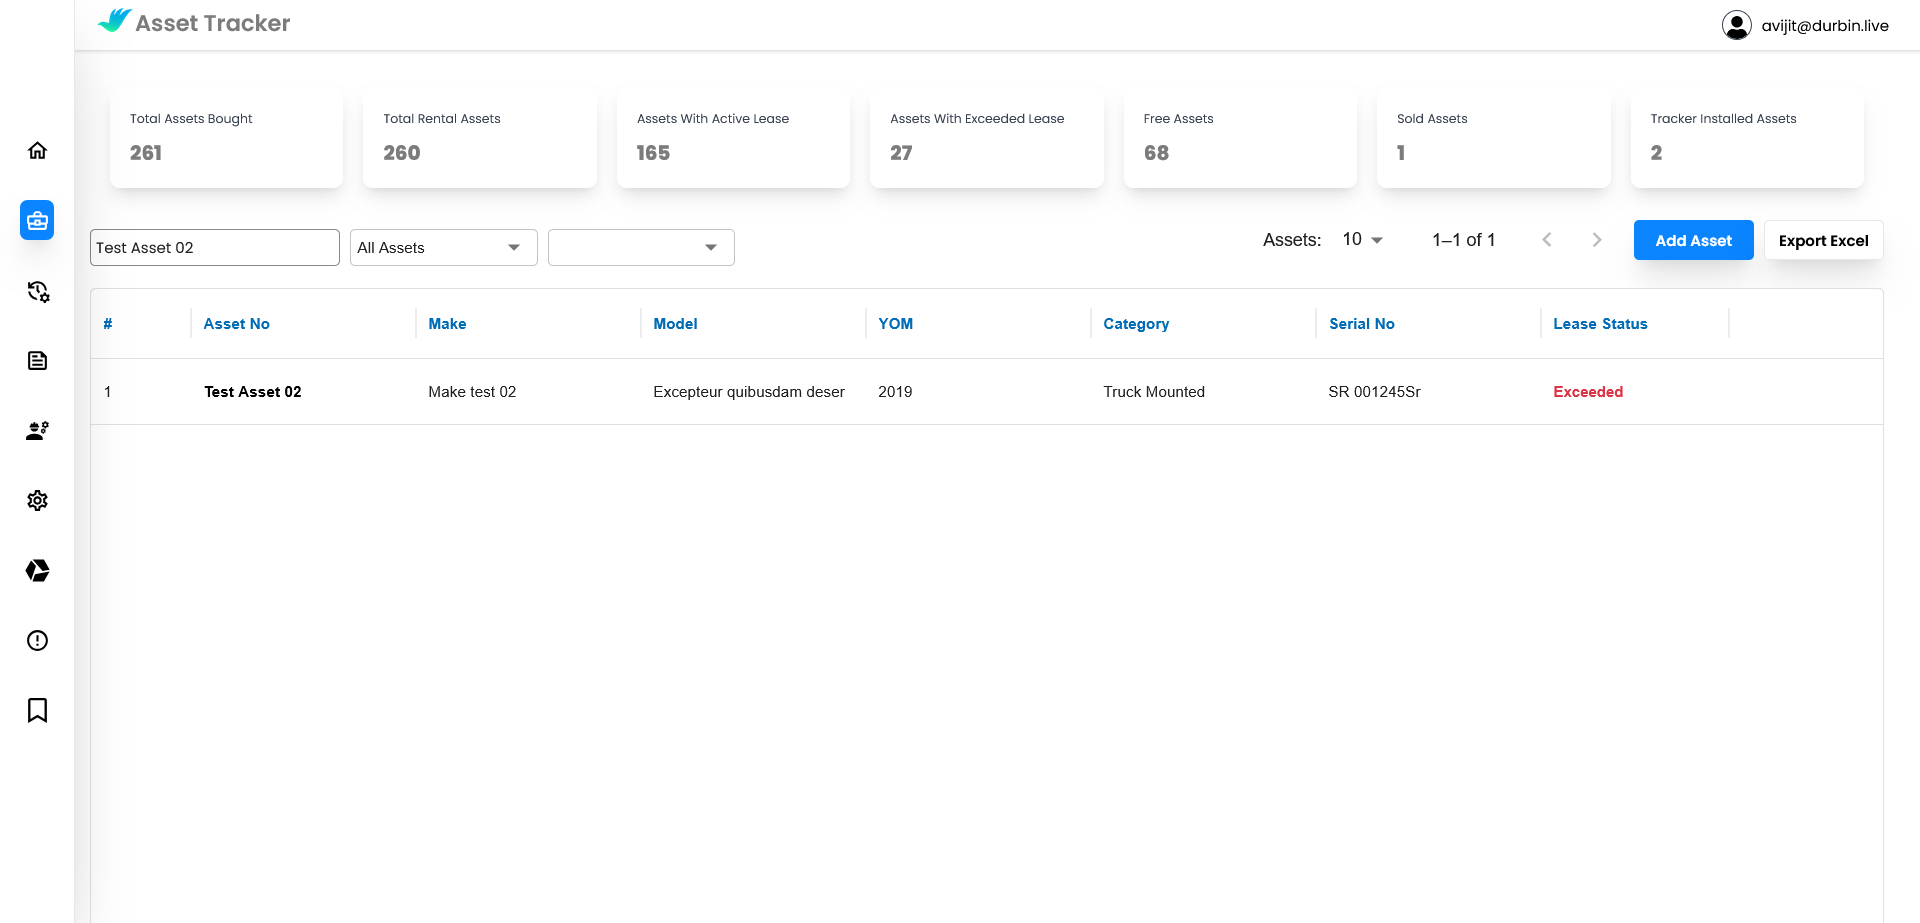 Asset Tracker
avijit@durbin.live
Total Assets Bought
261
Total Rental Assets
260
Assets With Active Lease
165
Assets With Exceeded Lease
27
Free Assets
68
Sold Assets
1
Tracker Installed Assets
2
Test Asset 02
All Assets
Assets: 10 1–1 of 1
Add Asset
Export Excel
# Asset No Make Model YOM Category Serial No Lease Status
1 Test Asset 02 Make test 02 Excepteur quibusdam deser 2019 Truck Mounted SR 001245Sr Exceeded